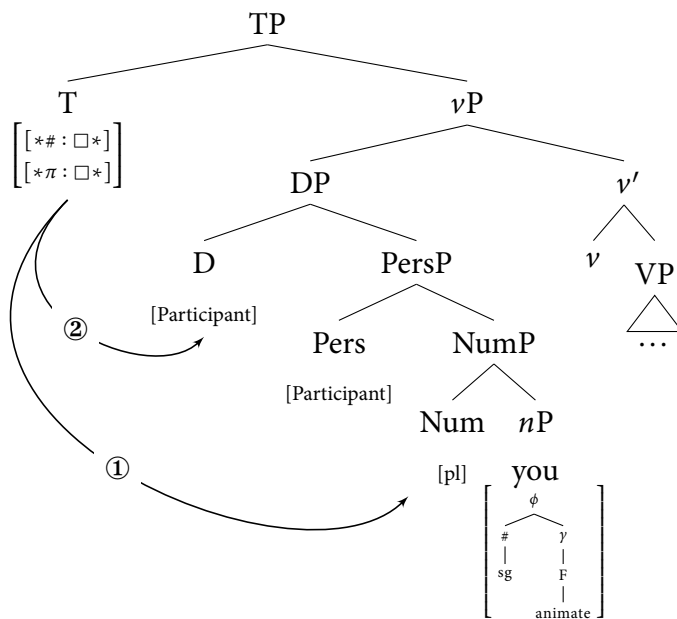 TP
T
νP
[∗#:□∗]
[∗π:□∗]
DP
ν′
D
PersP
ν
VP
[Participant]
②
Pers
NumP
…
[Participant]
Num
nP
①
[pl]
you
ϕ
#
γ
sg
F
animate